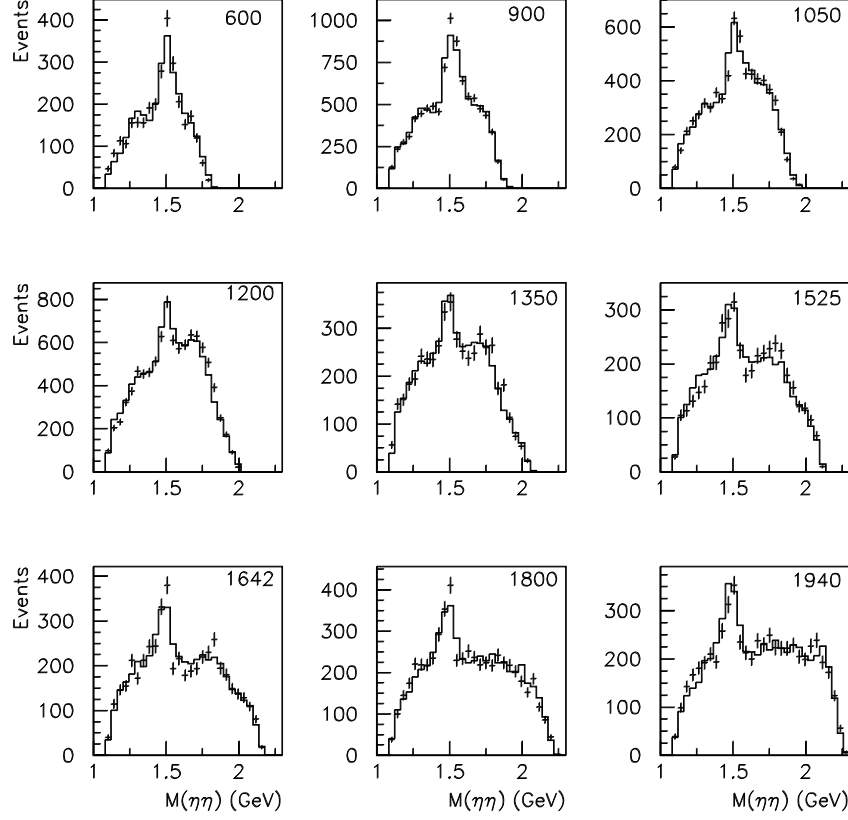 Events 400 300 200 100 0 600
1 1.5 2
1000 750 500 250 0 900
1 1.5 2
600 400 200 0 1050
1 1.5 2
Events 800 600 400 200 0 1200
1 1.5 2
300 200 100 0 1350
1 1.5 2
300 200 100 0 1525
1 1.5 2
Events 400 300 200 100 0 1642
1 1.5 2
M(ηη) (GeV)
400 300 200 100 0 1800
1 1.5 2
M(ηη) (GeV)
300 200 100 0 1940
1 1.5 2
M(ηη) (GeV)